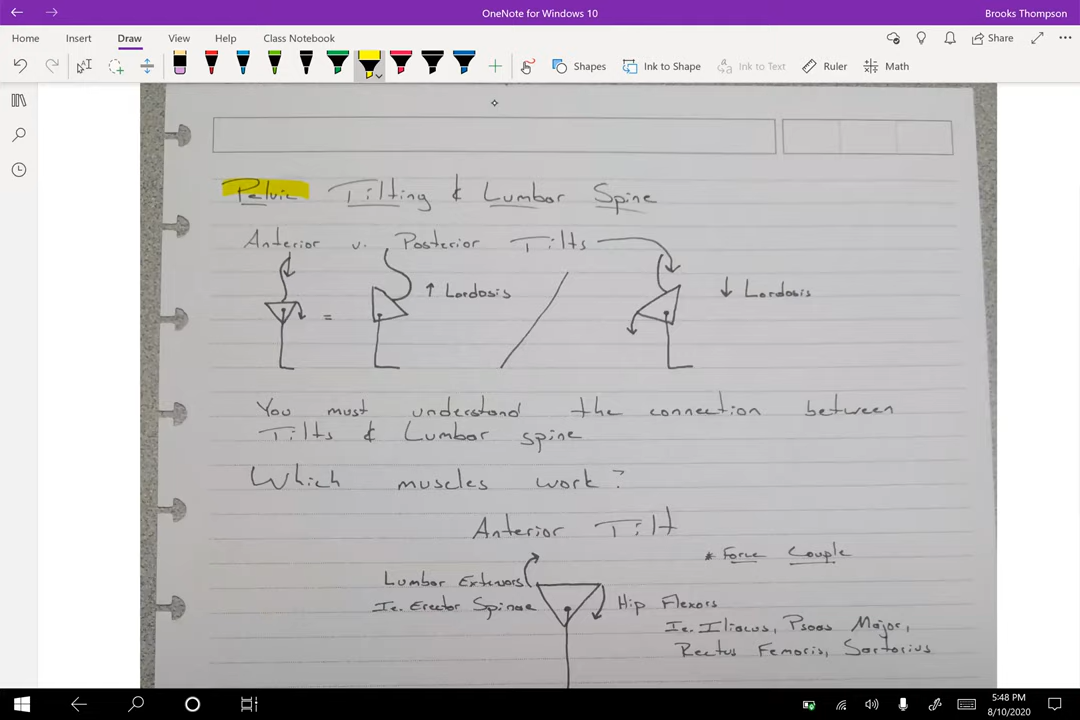 OneNote for Windows 10
Brooks Thompson
Home Insert Draw View Help Class Notebook
Share
Shapes Ink to Shape Ink to Text Ruler Math
Pelvic Tilting & Lumbar Spine
Anterior v. Posterior Tilts
↑ Lordosis
↓ Lordosis
=
You must understand the connection between
Tilts & Lumbar spine
Which muscles work?
Anterior Tilt
* Force Couple
Lumbar Extensors
Ie. Erector Spinae
Hip Flexors
Ie. Iliacus, Psoas Major,
Rectus Femoris, Sartorius
5:48 PM
8/10/2020